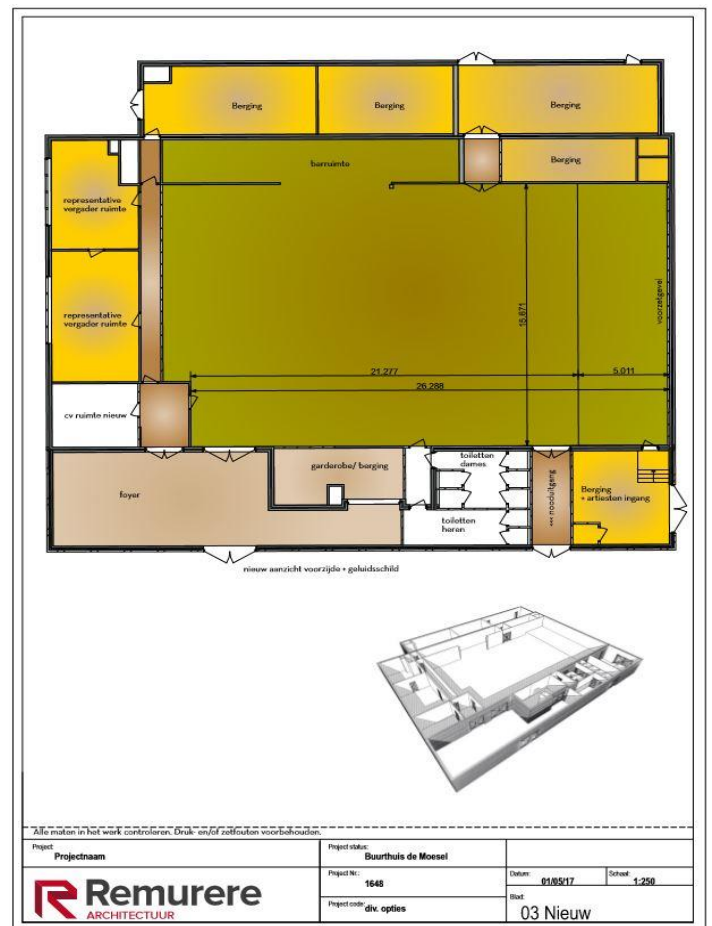 Berging
Berging
Berging
barruimte
Berging
representative
vergader ruimte
representative
vergader ruimte
15.671
voorzetgevel
21.277
5.011
26.288
cv ruimte nieuw
garderobe/ berging
toiletten
dames
foyer
<<< nooduitgang
Berging
+ artiesten ingang
toiletten
heren
nieuw aanzicht voorzijde + geluidsschild
Alle maten in het werk controleren. Druk- en/of zetfouten voorbehouden.
Project:
Projectnaam
Project status:
Buurthuis de Moesel
Project Nr.:
1648
Datum:
01/05/17
Schaal:
1:250
Project code:
div. opties
Blad:
03 Nieuw
Remurere
ARCHITECTUUR